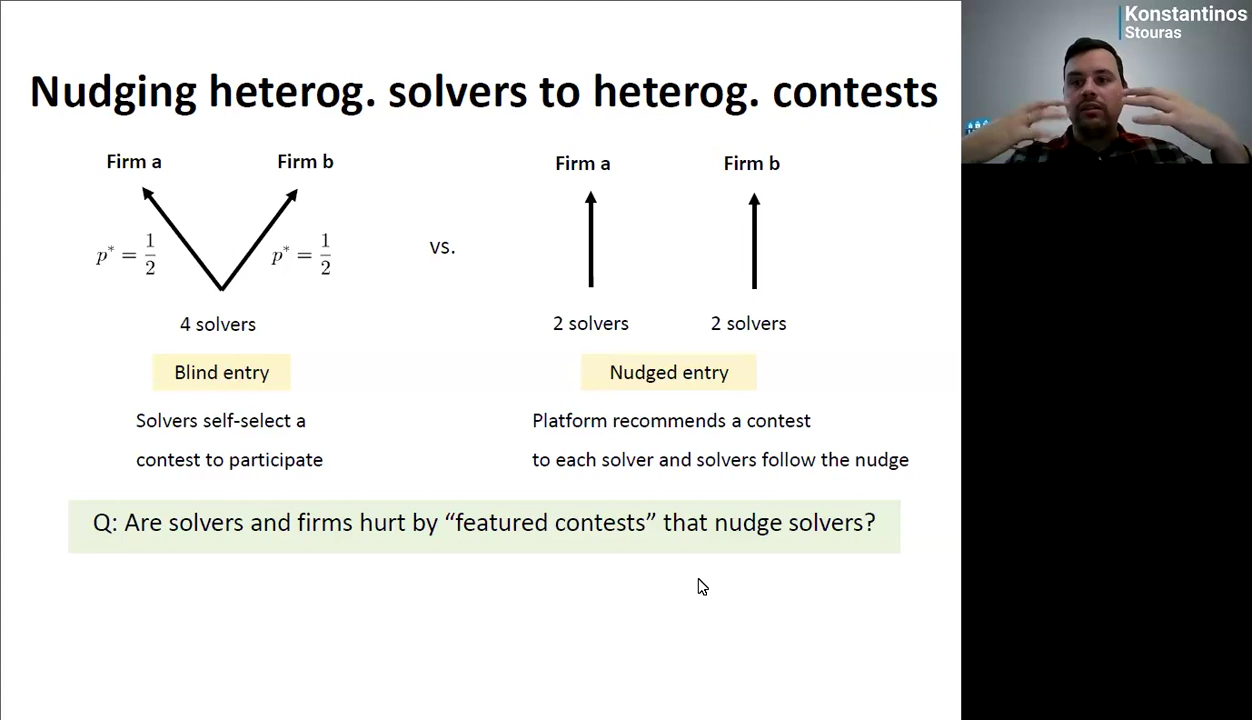 Konstantinos
Stouras
Nudging heterog. solvers to heterog. contests
Firm a
Firm b
p* = 1/2
p* = 1/2
4 solvers
Blind entry
Solvers self-select a
contest to participate
vs.
Firm a
Firm b
2 solvers
2 solvers
Nudged entry
Platform recommends a contest
to each solver and solvers follow the nudge
Q: Are solvers and firms hurt by “featured contests” that nudge solvers?